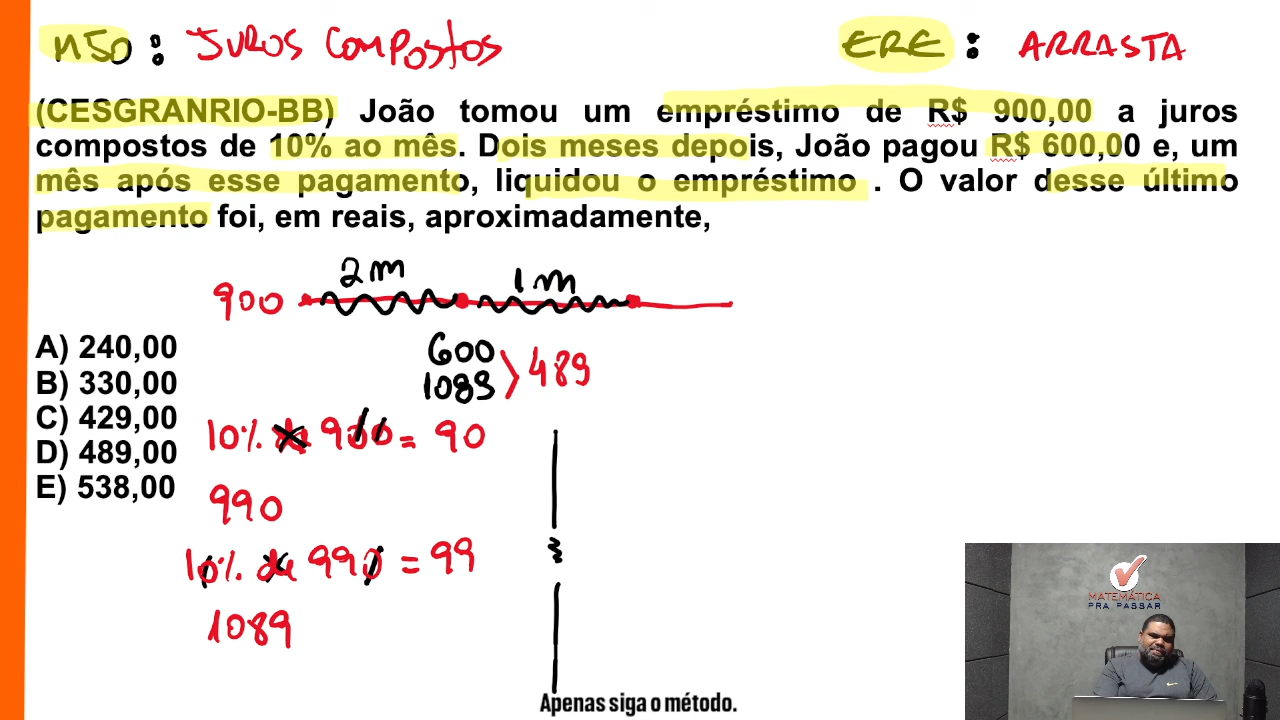 MSO : JUROS COMPOSTOS
ERE : ARRASTA
(CESGRANRIO-BB) João tomou um empréstimo de R$ 900,00 a juros
compostos de 10% ao mês. Dois meses depois, João pagou R$ 600,00 e, um
mês após esse pagamento, liquidou o empréstimo . O valor desse último
pagamento foi, em reais, aproximadamente,
2m 1m
900
A) 240,00
B) 330,00
C) 429,00
D) 489,00
E) 538,00
600
1089
489
10% de 900 = 90
990
10% de 990 = 99
1089
MATEMÁTICA
PRA PASSAR
Apenas siga o método.